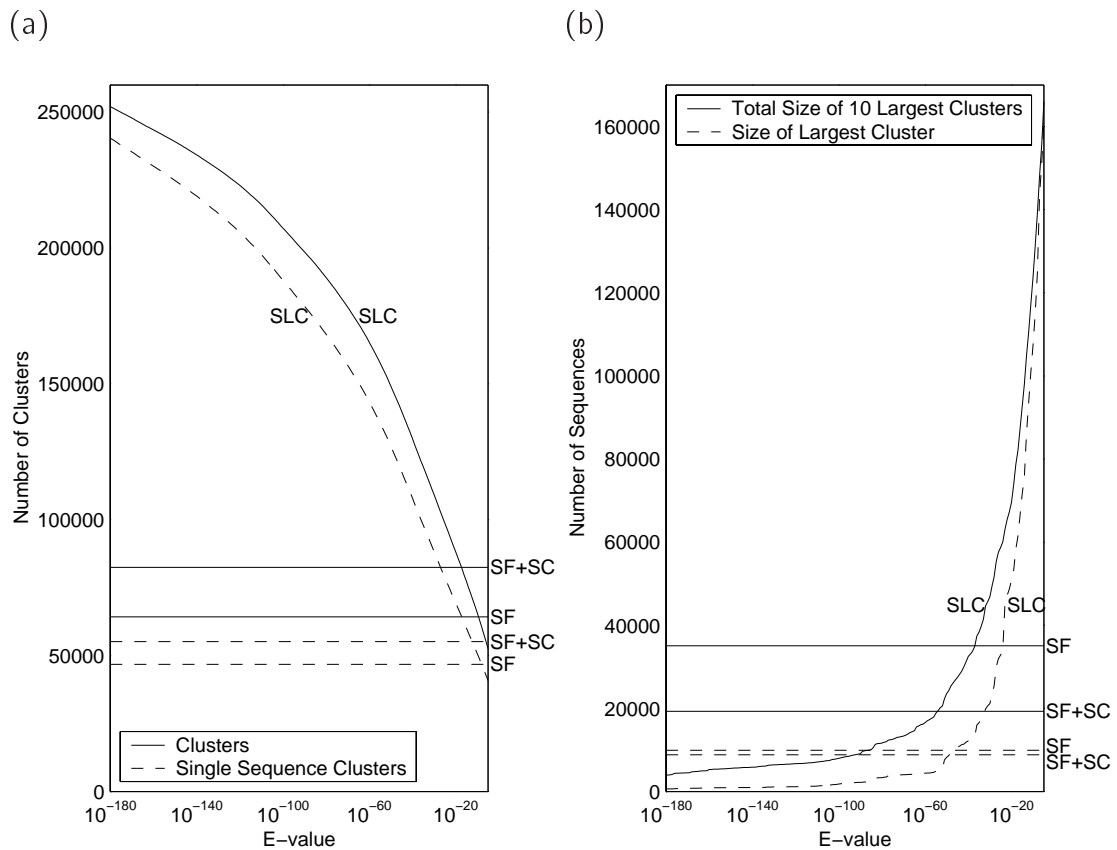 (a)
250000
200000
150000
100000
50000
0
Number of Clusters
SLC
SLC
SF+SC
SF
SF+SC
SF
Clusters
Single Sequence Clusters
10−180
10−140
10−100
10−60
10−20
E−value
(b)
160000
140000
120000
100000
80000
60000
40000
20000
0
Number of Sequences
Total Size of 10 Largest Clusters
Size of Largest Cluster
SLC
SLC
SF
SF+SC
SF
SF+SC
10−180
10−140
10−100
10−60
10−20
E−value